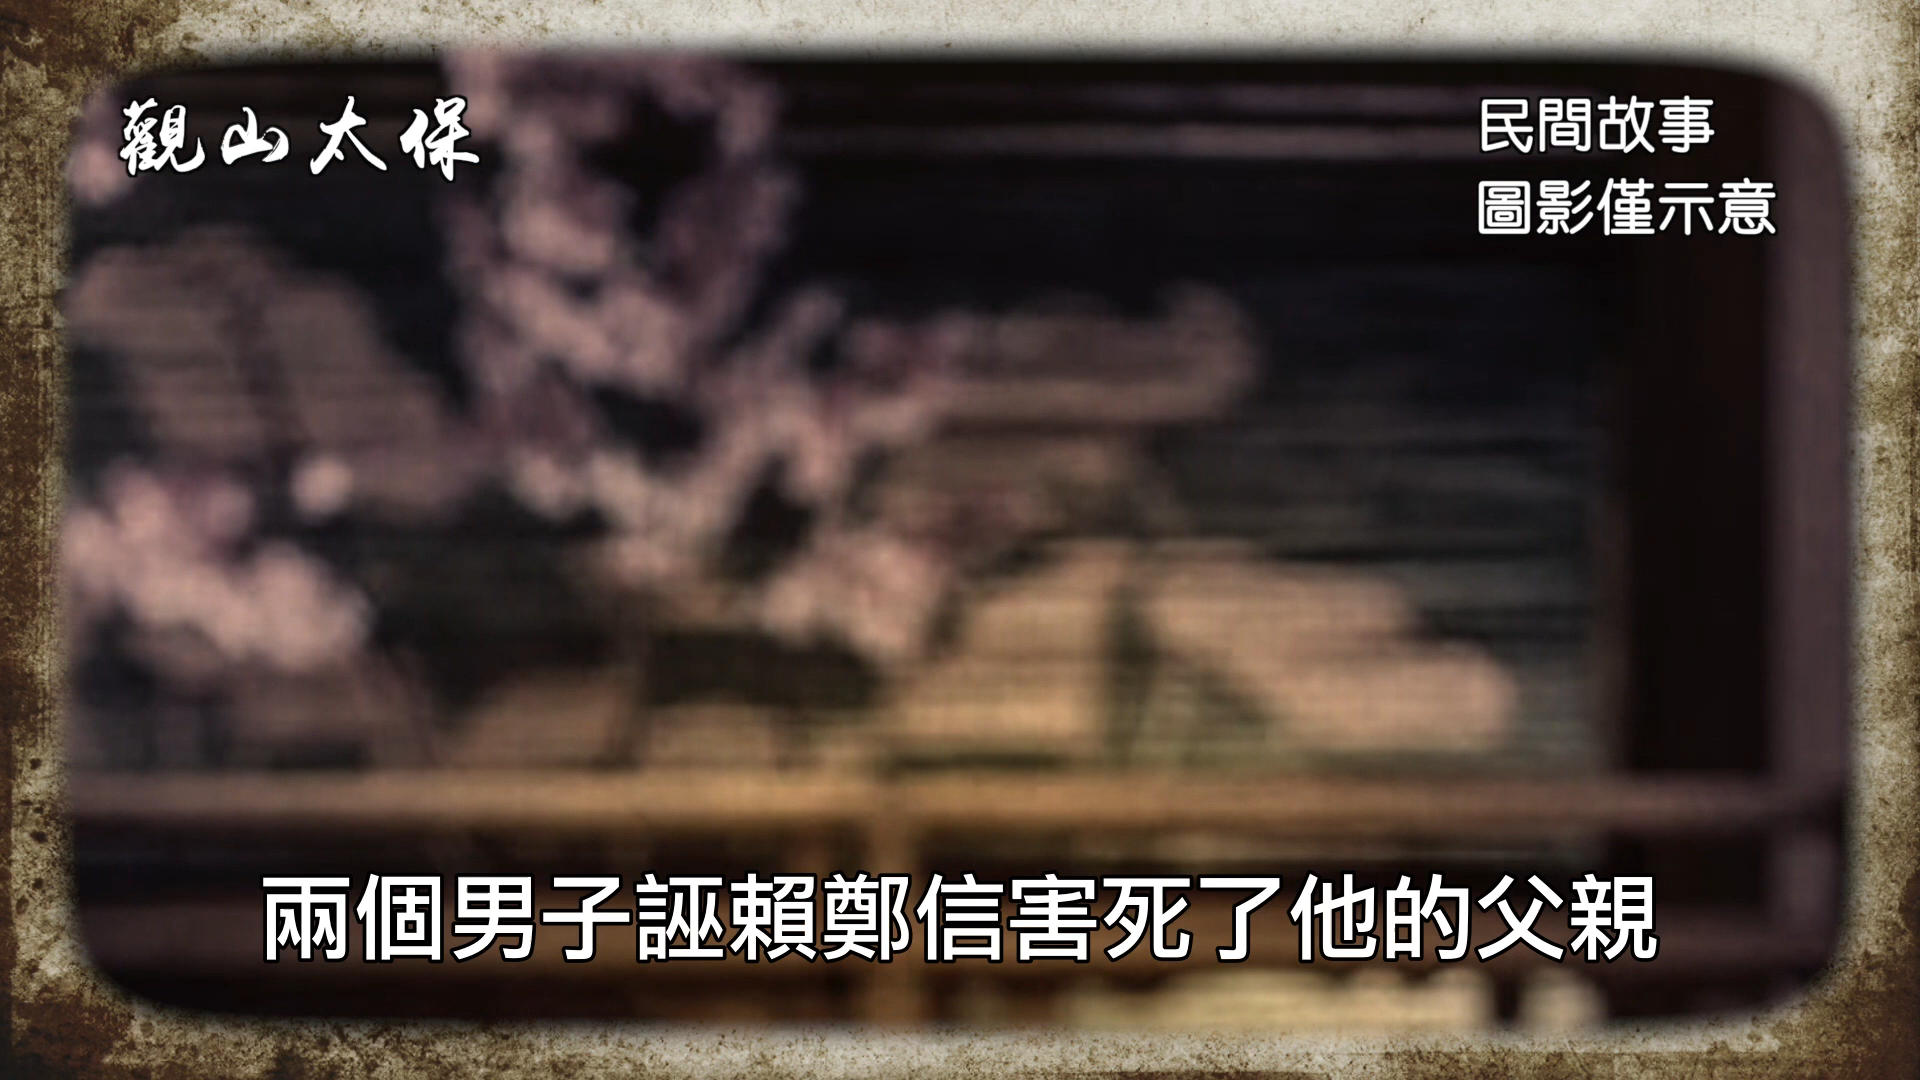 觀山太保
民間故事
圖影僅示意
兩個男子誣賴鄭信害死了他的父親